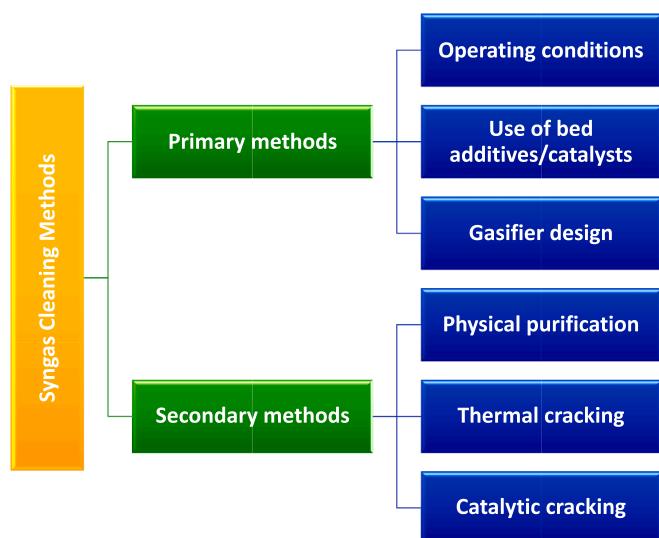 Syngas Cleaning Methods
Primary methods
Operating conditions
Use of bed
additives/catalysts
Gasifier design
Secondary methods
Physical purification
Thermal cracking
Catalytic cracking